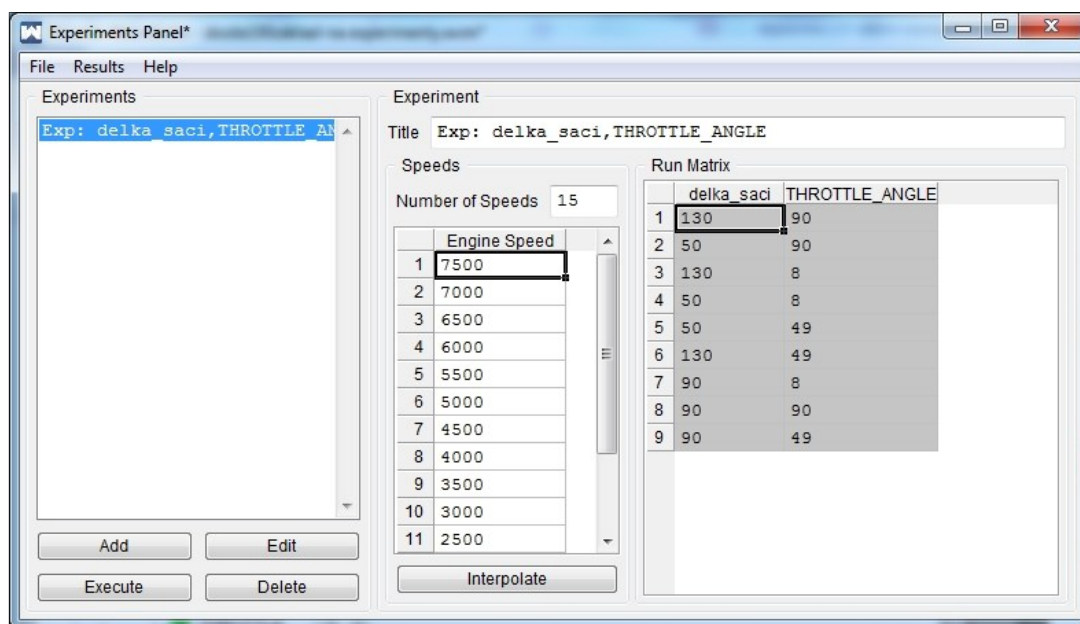 Experiments Panel*
File Results Help
Experiments
Exp: delka_saci,THROTTLE_AN
Add Edit
Execute Delete
Experiment
Title Exp: delka_saci,THROTTLE_ANGLE
Speeds
Number of Speeds 15
Engine Speed
1 7500
2 7000
3 6500
4 6000
5 5500
6 5000
7 4500
8 4000
9 3500
10 3000
11 2500
Interpolate
Run Matrix
delka_saci THROTTLE_ANGLE
1 130 90
2 50 90
3 130 8
4 50 8
5 50 49
6 130 49
7 90 8
8 90 90
9 90 49